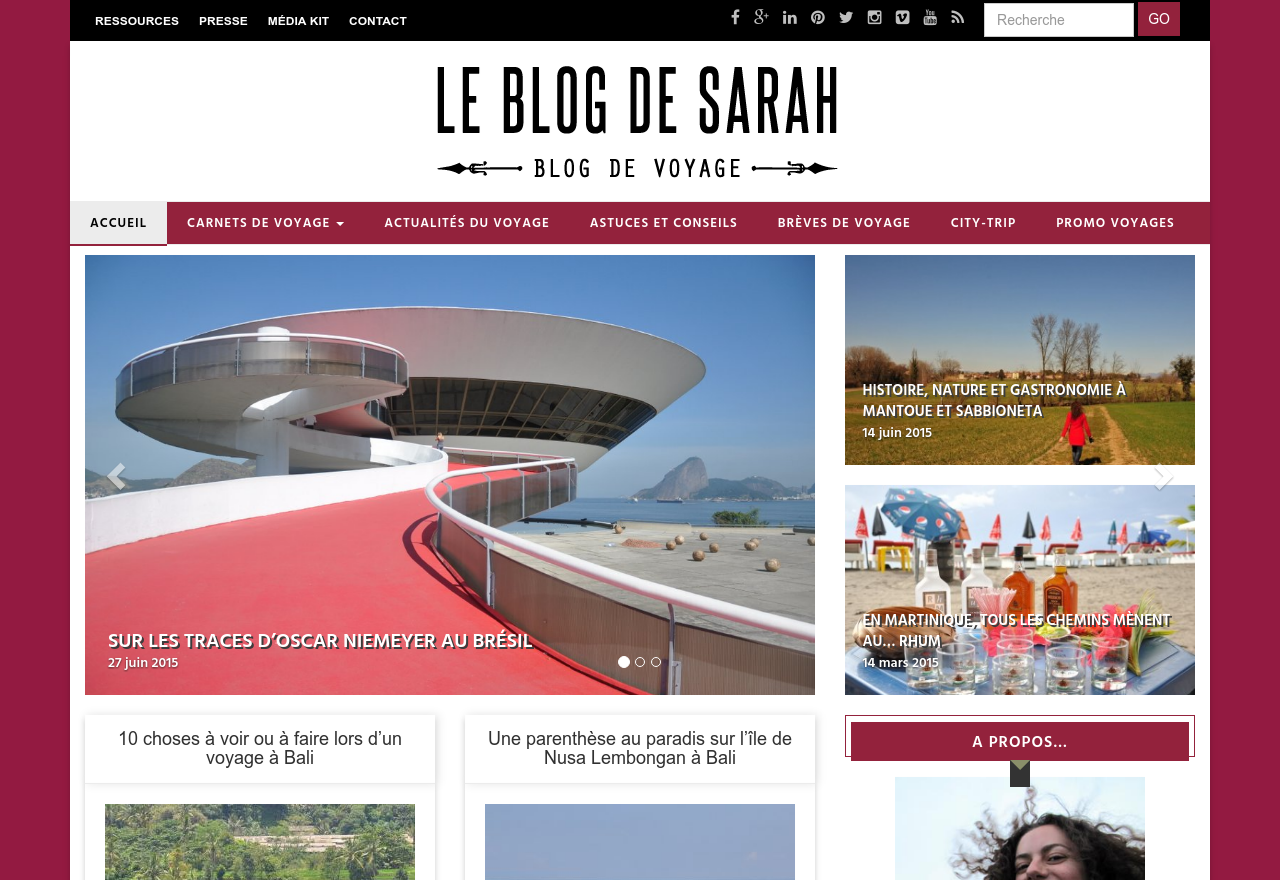 RESSOURCES PRESSE MÉDIA KIT CONTACT Recherche GO
LE BLOG DE SARAH
BLOG DE VOYAGE
ACCUEIL CARNETS DE VOYAGE ACTUALITÉS DU VOYAGE ASTUCES ET CONSEILS BRÈVES DE VOYAGE CITY-TRIP PROMO VOYAGES
HISTOIRE, NATURE ET GASTRONOMIE À
MANTOUE ET SABBIONETA
14 juin 2015
SUR LES TRACES D’OSCAR NIEMEYER AU BRÉSIL
27 juin 2015
EN MARTINIQUE, TOUS LES CHEMINS MÈNENT
AU… RHUM
14 mars 2015
10 choses à voir ou à faire lors d’un
voyage à Bali
Une parenthèse au paradis sur l’île de
Nusa Lembongan à Bali
A PROPOS…